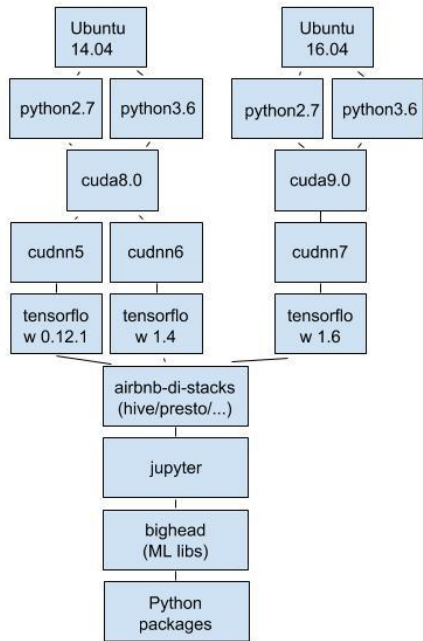 Ubuntu
14.04
Ubuntu
16.04
python2.7
python3.6
python2.7
python3.6
cuda8.0
cuda9.0
cudnn5
cudnn6
cudnn7
tensorflo
w 0.12.1
tensorflo
w 1.4
tensorflo
w 1.6
airbnb-di-stacks
(hive/presto/...)
jupyter
bighead
(ML libs)
Python
packages